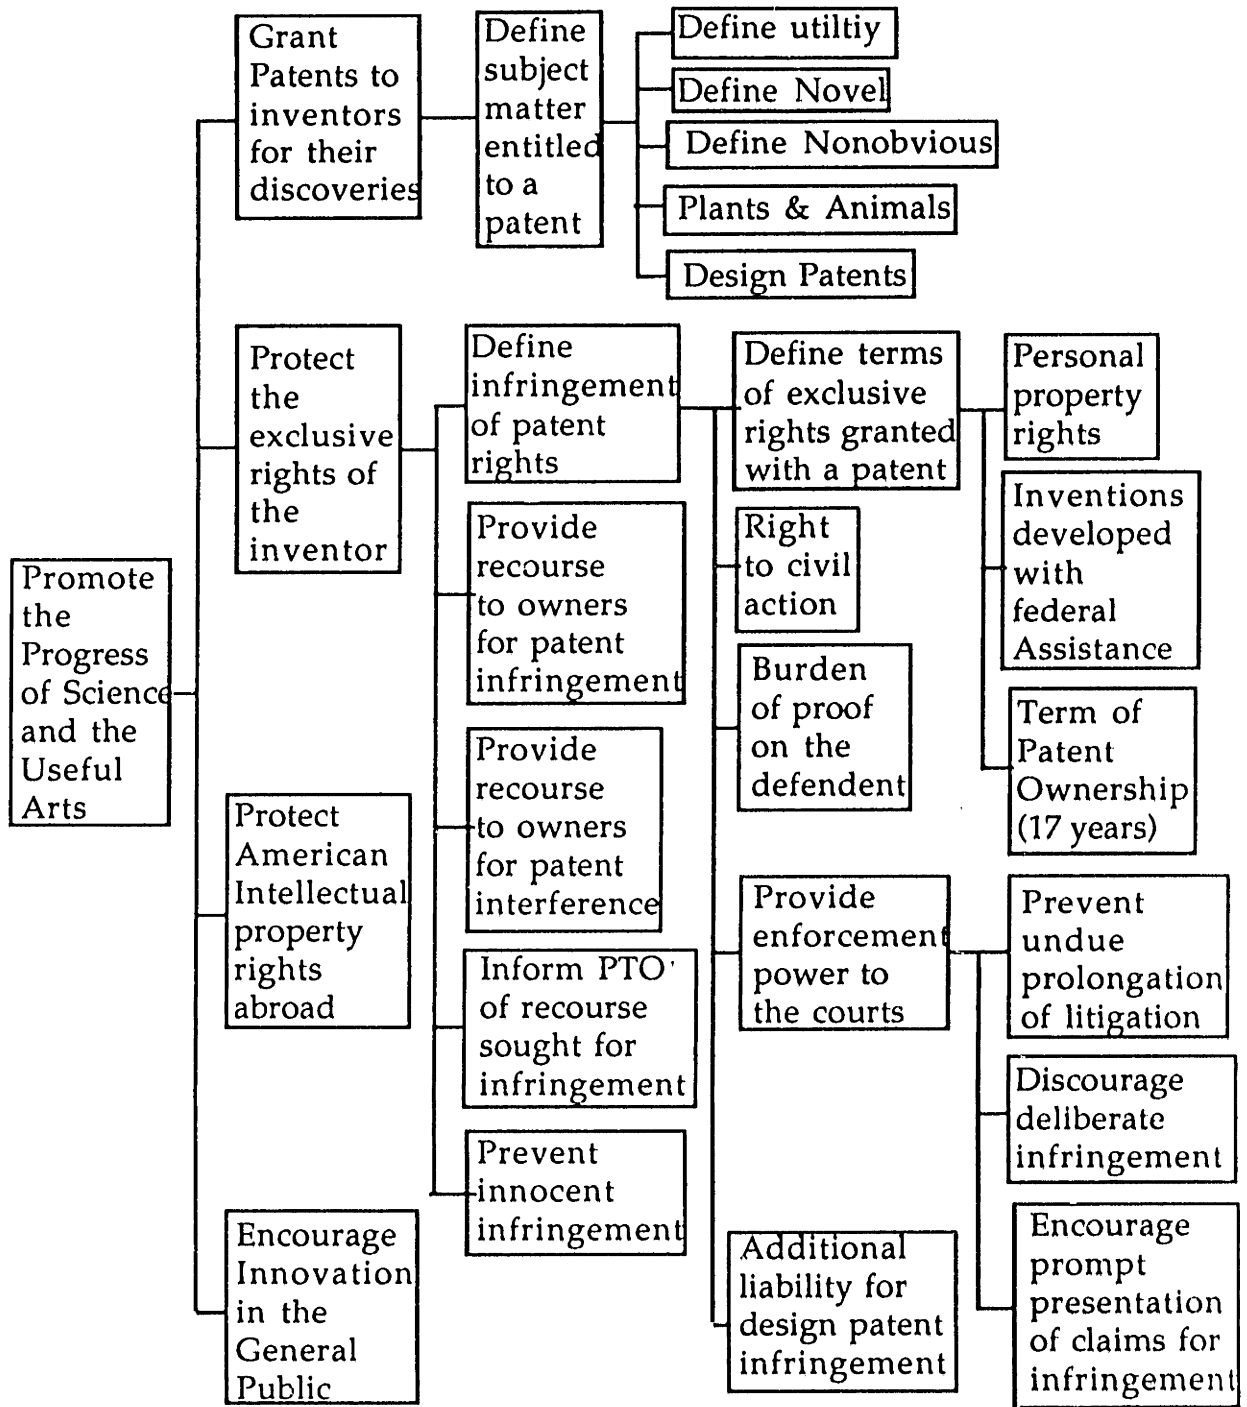 Promote
the
Progress
of Science
and the
Useful
Arts
Grant
Patents to
inventors
for their
discoveries
Define
subject
matter
entitled
to a
patent
Define utiltiy
Define Novel
Define Nonobvious
Plants & Animals
Design Patents
Protect
the
exclusive
rights of
the
inventor
Define
infringement
of patent
rights
Define terms
of exclusive
rights granted
with a patent
Personal
property
rights
Inventions
developed
with
federal
Assistance
Term of
Patent
Ownership
(17 years)
Right
to civil
action
Burden
of proof
on the
defendent
Provide
enforcement
power to
the courts
Prevent
undue
prolongation
of litigation
Discourage
deliberate
infringement
Encourage
prompt
presentation
of claims for
infringement
Additional
liability for
design patent
infringement
Provide
recourse
to owners
for patent
infringement
Provide
recourse
to owners
for patent
interference
Inform PTO
of recourse
sought for
infringement
Prevent
innocent
infringement
Protect
American
Intellectual
property
rights
abroad
Encourage
Innovation
in the
General
Public